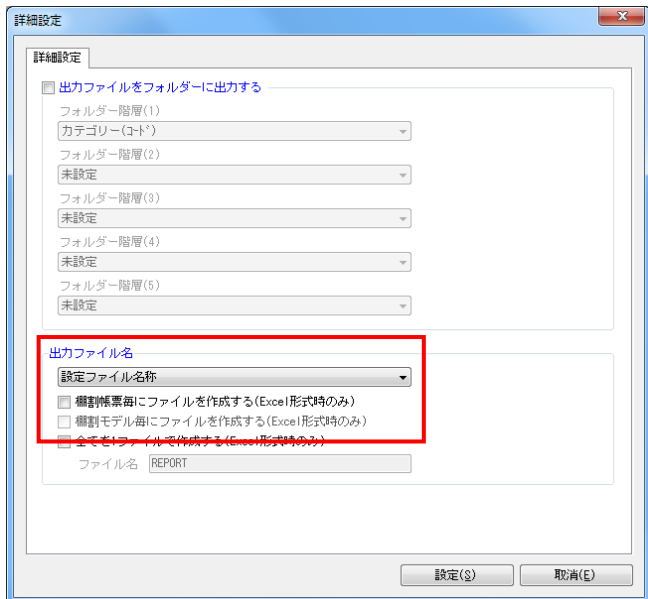 詳細設定
詳細設定
出力ファイルをフォルダーに出力する
フォルダー階層(1)
カテゴリー(ｺｰﾄﾞ)
フォルダー階層(2)
未設定
フォルダー階層(3)
未設定
フォルダー階層(4)
未設定
フォルダー階層(5)
未設定
出力ファイル名
設定ファイル名称
棚割帳票毎にファイルを作成する(Excel形式時のみ)
棚割モデル毎にファイルを作成する(Excel形式時のみ)
全てを1ファイルで作成する(Excel形式時のみ)
ファイル名 REPORT
設定(S) 取消(E)